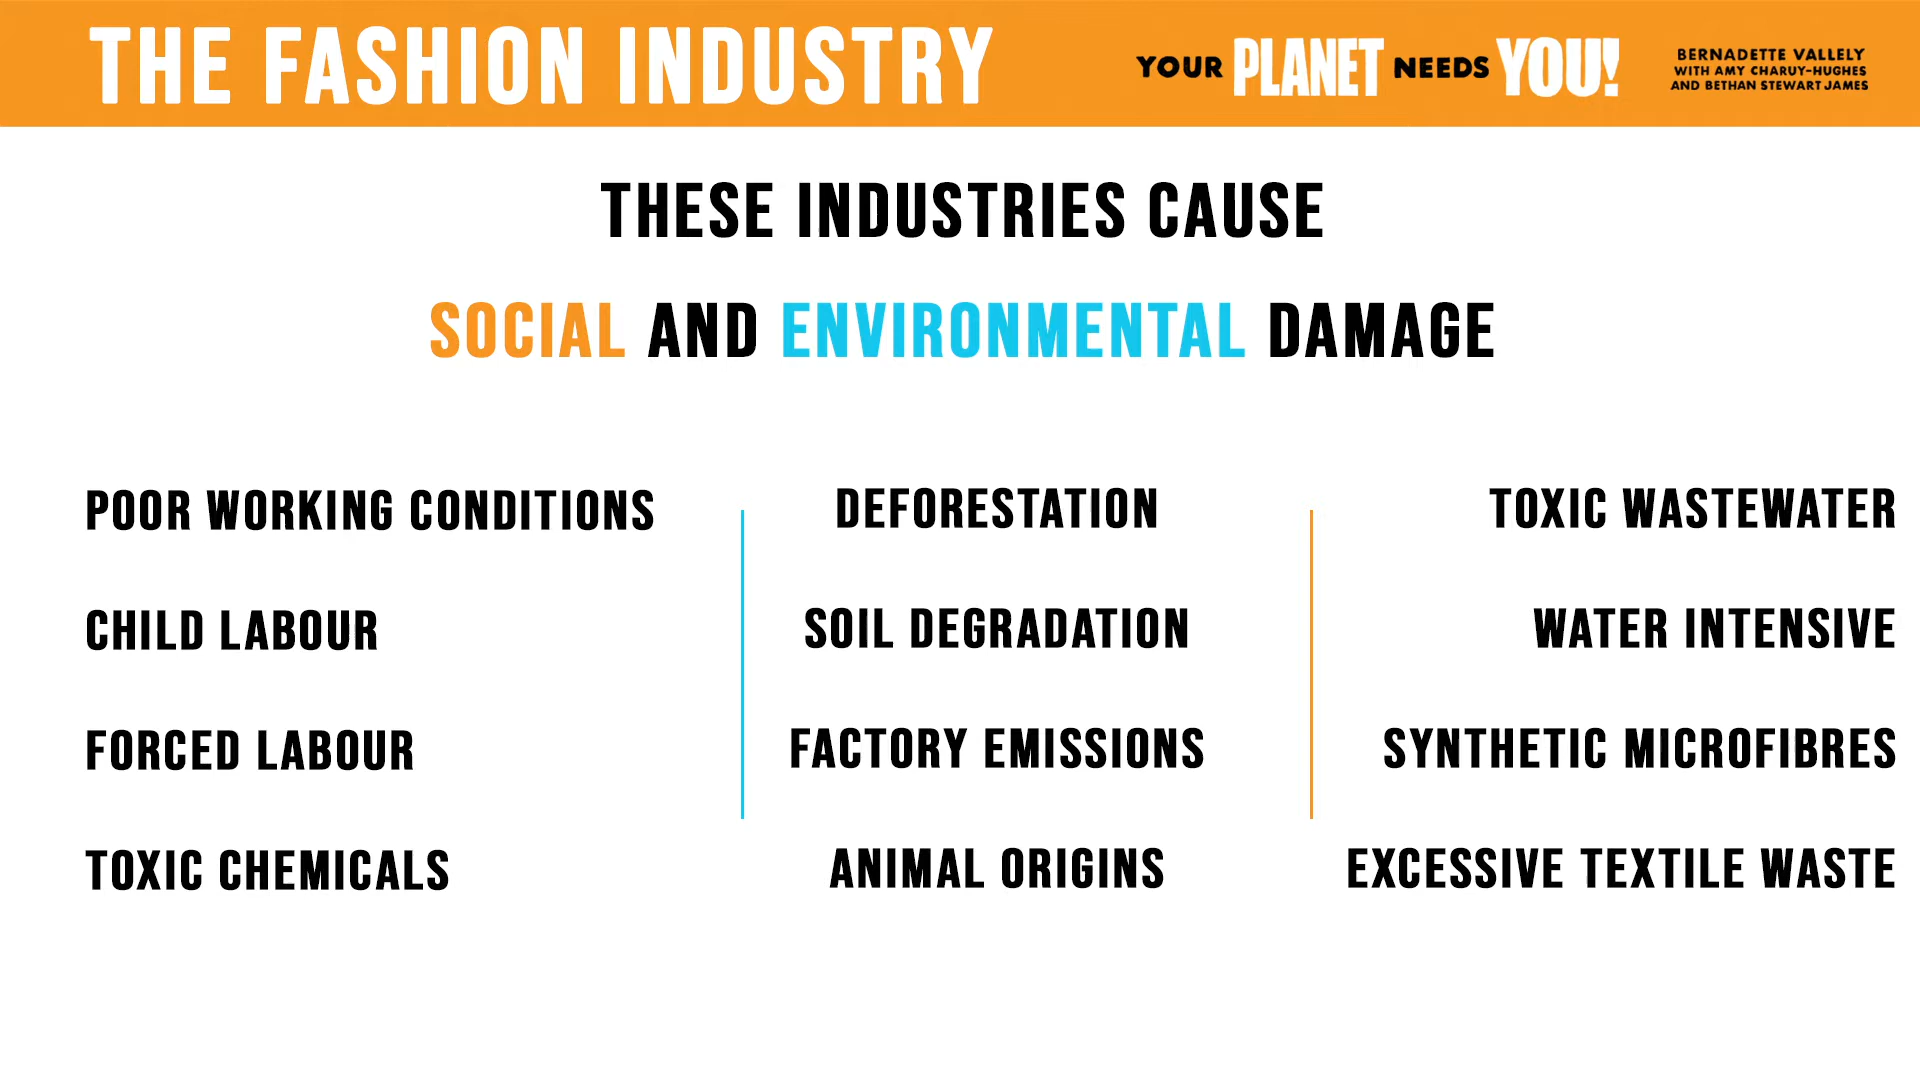 THE FASHION INDUSTRY
YOUR PLANET NEEDS YOU!
BERNADETTE VALLELY
WITH AMY CHARUY-HUGHES
AND BETHAN STEWART JAMES
THESE INDUSTRIES CAUSE
SOCIAL AND ENVIRONMENTAL DAMAGE
POOR WORKING CONDITIONS
CHILD LABOUR
FORCED LABOUR
TOXIC CHEMICALS
DEFORESTATION
SOIL DEGRADATION
FACTORY EMISSIONS
ANIMAL ORIGINS
TOXIC WASTEWATER
WATER INTENSIVE
SYNTHETIC MICROFIBRES
EXCESSIVE TEXTILE WASTE